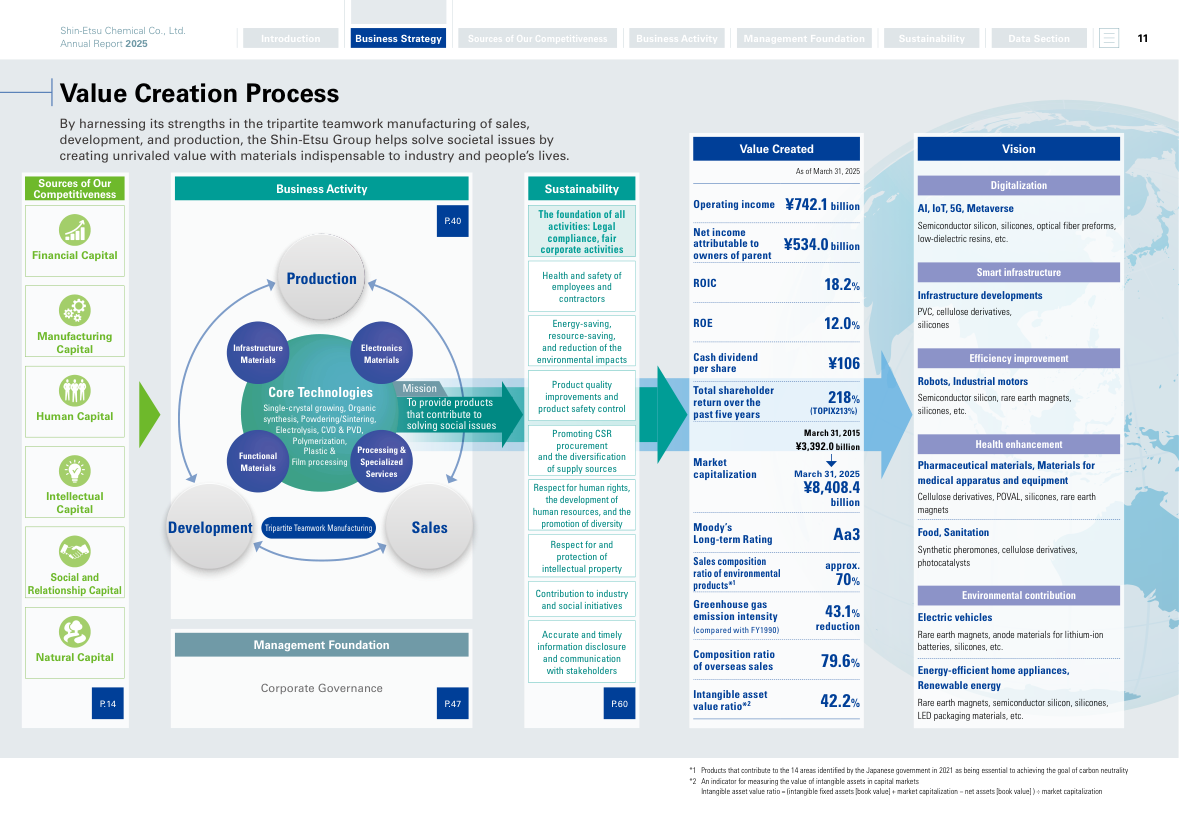 Shin-Etsu Chemical Co., Ltd.
Annual Report 2025
Introduction
Business Strategy
Sources of Our Competitiveness
Business Activity
Management Foundation
Sustainability
Data Section
11
Value Creation Process
By harnessing its strengths in the tripartite teamwork manufacturing of sales,
development, and production, the Shin-Etsu Group helps solve societal issues by
creating unrivaled value with materials indispensable to industry and people's lives.
Sources of Our
Competitiveness
Financial Capital
Manufacturing
Capital
Human Capital
Intellectual
Capital
Social and
Relationship Capital
Natural Capital
P.14
Business Activity
P.40
Production
Infrastructure
Materials
Electronics
Materials
Core Technologies
Single-crystal growing, Organic
synthesis, Powdering/Sintering,
Electrolysis, CVD & PVD,
Polymerization,
Plastic &
Film processing
Functional
Materials
Processing &
Specialized
Services
Mission
To provide products
that contribute to
solving social issues
Development
Tripartite Teamwork Manufacturing
Sales
Management Foundation
Corporate Governance
P.47
Sustainability
The foundation of all
activities: Legal
compliance, fair
corporate activities
Health and safety of
employees and
contractors
Energy-saving,
resource-saving,
and reduction of the
environmental impacts
Product quality
improvements and
product safety control
Promoting CSR
procurement
and the diversification
of supply sources
Respect for human rights,
the development of
human resources, and the
promotion of diversity
Respect for and
protection of
intellectual property
Contribution to industry
and social initiatives
Accurate and timely
information disclosure
and communication
with stakeholders
P.60
Value Created
As of March 31, 2025
Operating income ¥742.1 billion
Net income
attributable to
owners of parent
¥534.0 billion
ROIC 18.2%
ROE 12.0%
Cash dividend
per share
¥106
Total shareholder
return over the
past five years
218%
(TOPIX213%)
Market
capitalization
March 31, 2015
¥3,392.0 billion
March 31, 2025
¥8,408.4
billion
Moody's
Long-term Rating
Aa3
Sales composition
ratio of environmental
products*1
approx.
70%
Greenhouse gas
emission intensity
(compared with FY1990)
43.1%
reduction
Composition ratio
of overseas sales
79.6%
Intangible asset
value ratio*2
42.2%
Vision
Digitalization
AI, IoT, 5G, Metaverse
Semiconductor silicon, silicones, optical fiber preforms,
low-dielectric resins, etc.
Smart infrastructure
Infrastructure developments
PVC, cellulose derivatives,
silicones
Efficiency improvement
Robots, Industrial motors
Semiconductor silicon, rare earth magnets,
silicones, etc.
Health enhancement
Pharmaceutical materials, Materials for
medical apparatus and equipment
Cellulose derivatives, POVAL, silicones, rare earth
magnets
Food, Sanitation
Synthetic pheromones, cellulose derivatives,
photocatalysts
Environmental contribution
Electric vehicles
Rare earth magnets, anode materials for lithium-ion
batteries, silicones, etc.
Energy-efficient home appliances,
Renewable energy
Rare earth magnets, semiconductor silicon, silicones,
LED packaging materials, etc.
*1 Products that contribute to the 14 areas identified by the Japanese government in 2021 as being essential to achieving the goal of carbon neutrality
*2 An indicator for measuring the value of intangible assets in capital markets
Intangible asset value ratio = (intangible fixed assets [book value] + market capitalization – net assets [book value] ) ÷ market capitalization